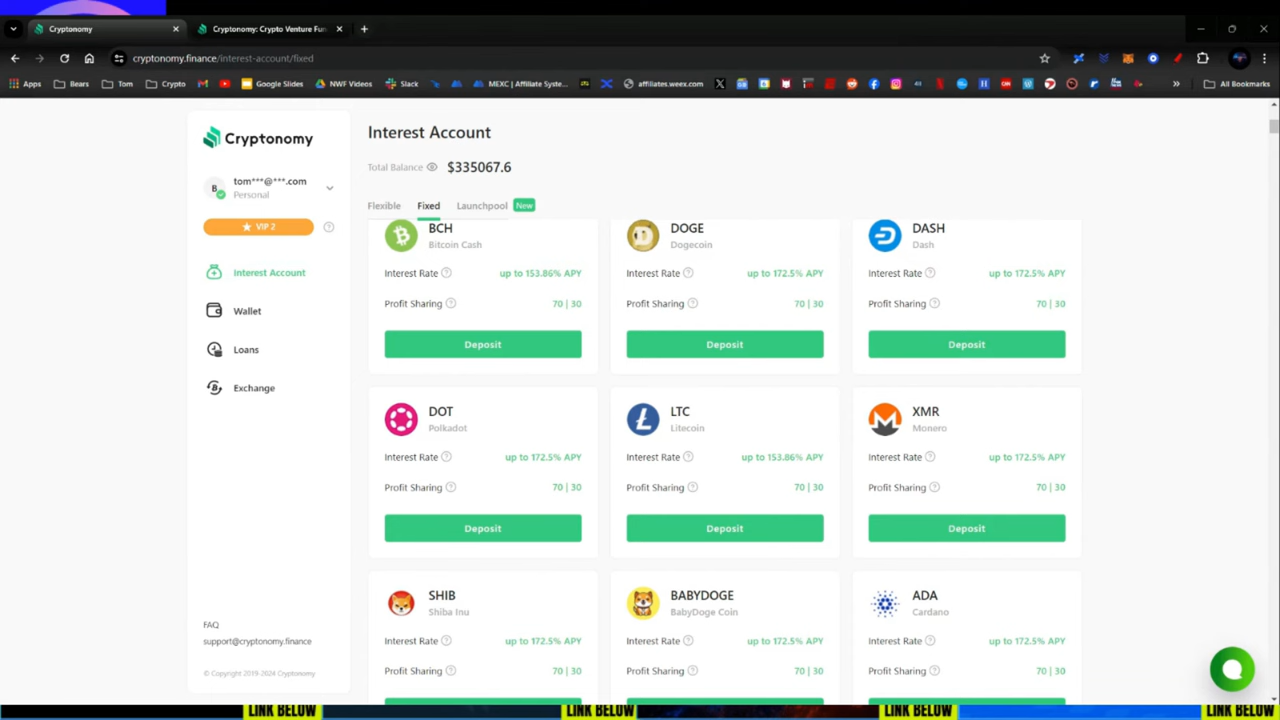 Cryptonomy
Cryptonomy: Crypto Venture Fun
cryptonomy.finance/interest-account/fixed
Apps
Bears
Tom
Crypto
Google Slides
NWF Videos
Slack
MEXC | Affiliate Syste...
affiliates.weex.com
All Bookmarks
Cryptonomy
B
tom***@***.com
Personal
VIP 2
Interest Account
Wallet
Loans
Exchange
FAQ
support@cryptonomy.finance
© Copyright 2019-2024 Cryptonomy
Interest Account
Total Balance $335067.6
Flexible Fixed Launchpool New
BCH
Bitcoin Cash
Interest Rate up to 153.86% APY
Profit Sharing 70 | 30
Deposit
DOGE
Dogecoin
Interest Rate up to 172.5% APY
Profit Sharing 70 | 30
Deposit
DASH
Dash
Interest Rate up to 172.5% APY
Profit Sharing 70 | 30
Deposit
DOT
Polkadot
Interest Rate up to 172.5% APY
Profit Sharing 70 | 30
Deposit
LTC
Litecoin
Interest Rate up to 153.86% APY
Profit Sharing 70 | 30
Deposit
XMR
Monero
Interest Rate up to 172.5% APY
Profit Sharing 70 | 30
Deposit
SHIB
Shiba Inu
Interest Rate up to 172.5% APY
Profit Sharing 70 | 30
BABYDOGE
BabyDoge Coin
Interest Rate up to 172.5% APY
Profit Sharing 70 | 30
ADA
Cardano
Interest Rate up to 172.5% APY
Profit Sharing 70 | 30
LINK BELOW LINK BELOW LINK BELOW LINK BELOW